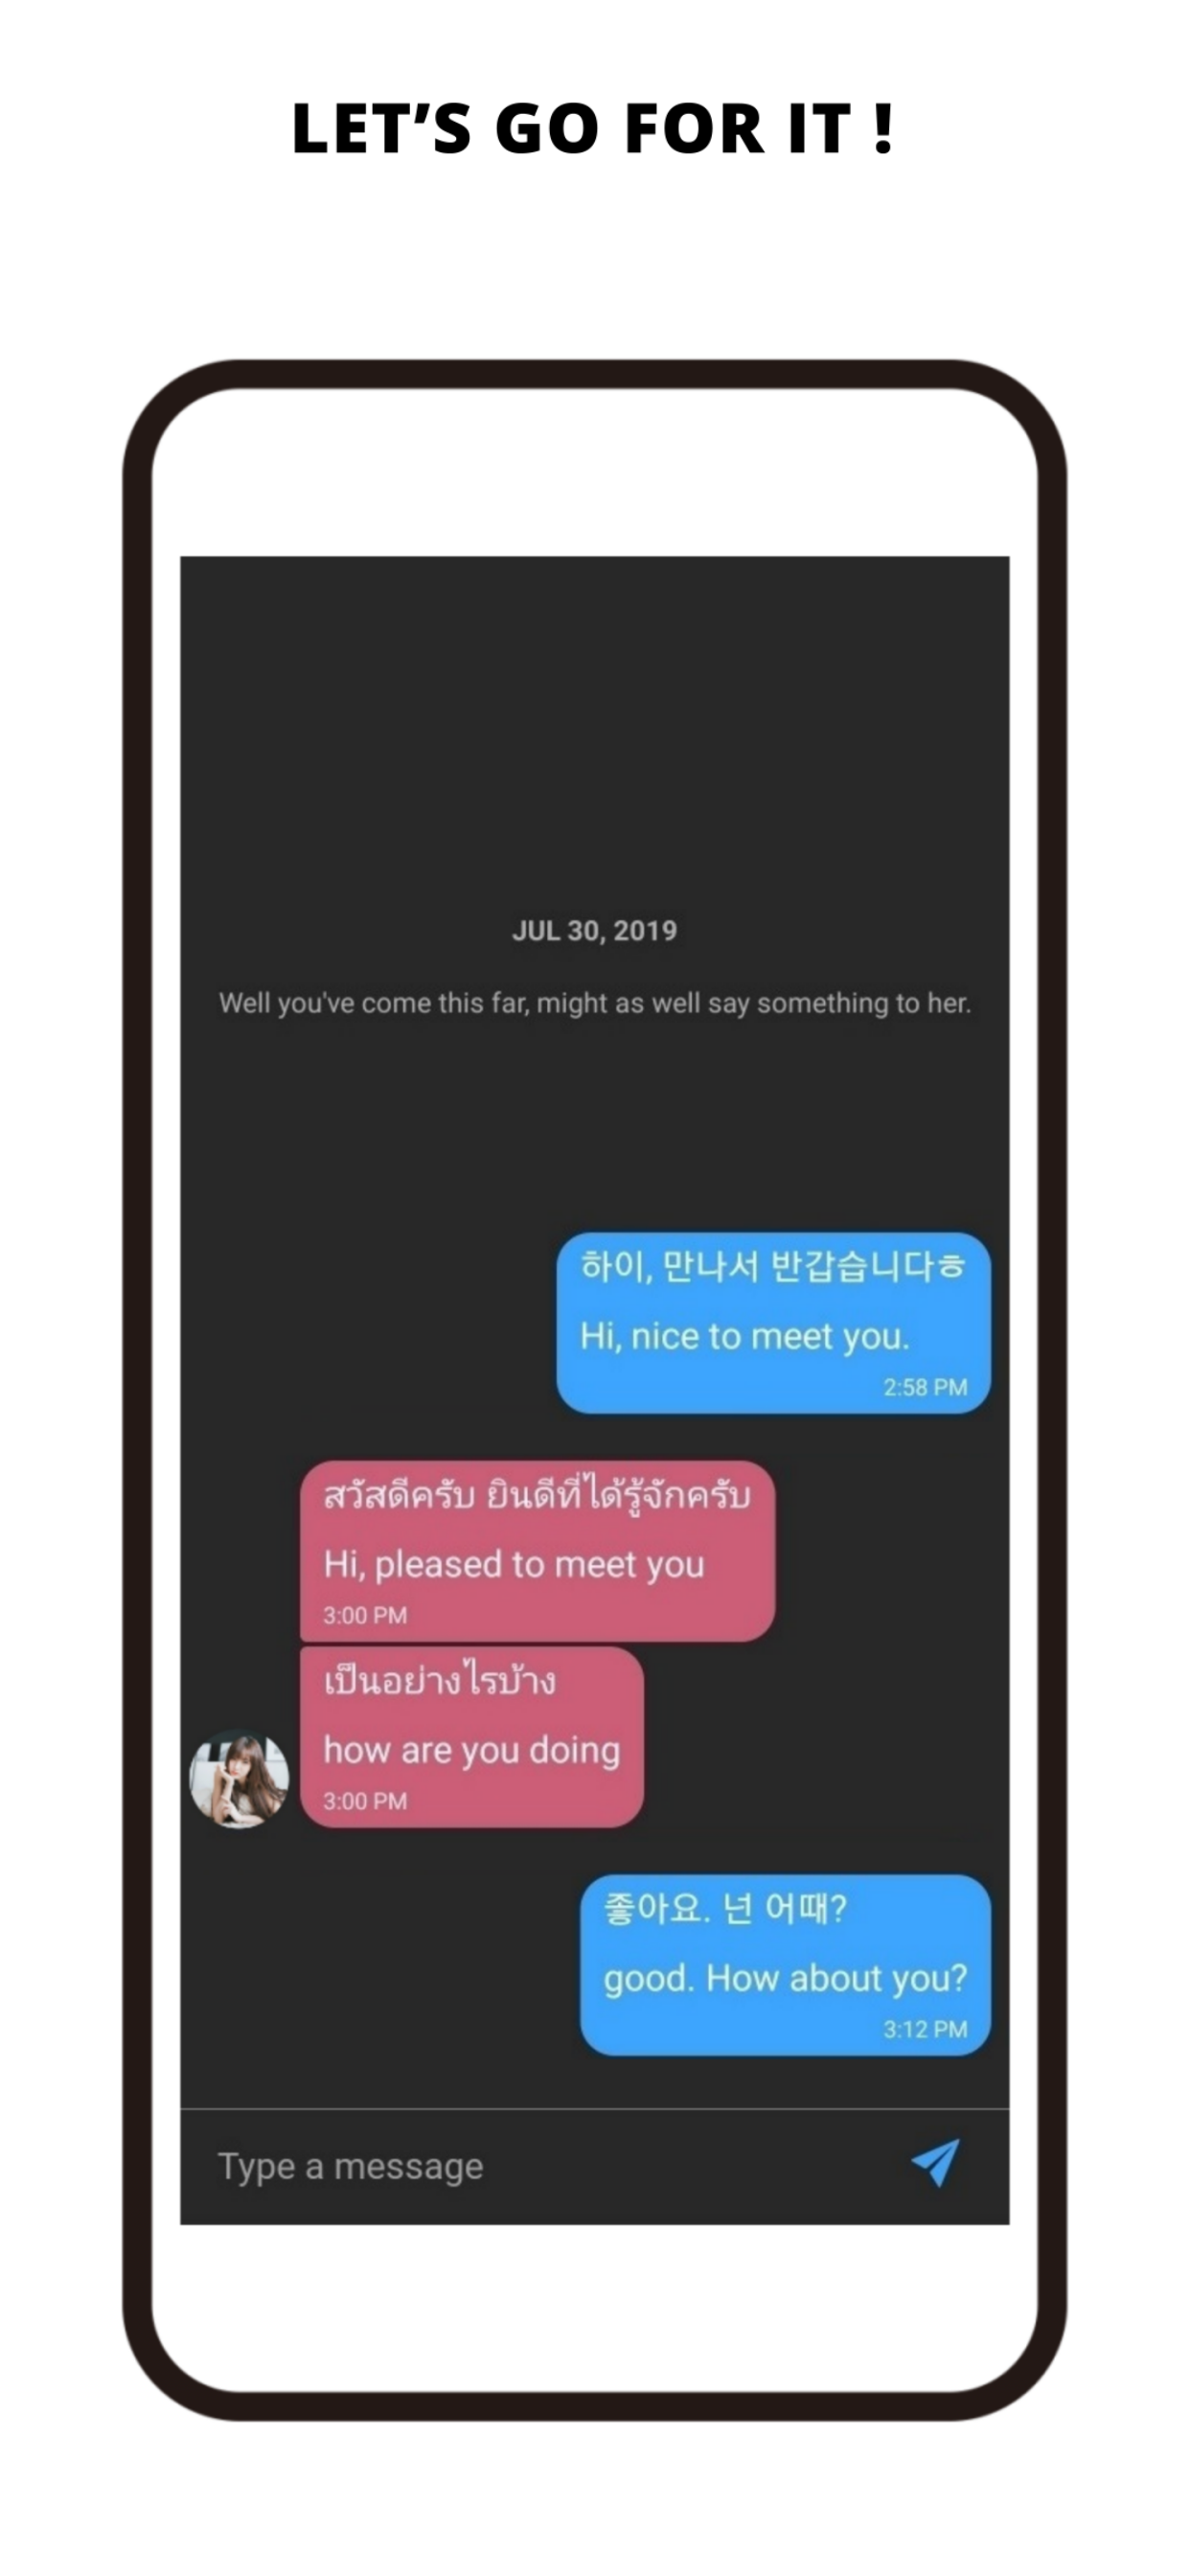 LET’S GO FOR IT !
JUL 30, 2019
Well you've come this far, might as well say something to her.
하이, 만나서 반갑습니다ㅎ
Hi, nice to meet you.
2:58 PM
สวัสดีครับ ยินดีที่ได้รู้จักครับ
Hi, pleased to meet you
3:00 PM
เป็นอย่างไรบ้าง
how are you doing
3:00 PM
좋아요. 넌 어때?
good. How about you?
3:12 PM
Type a message